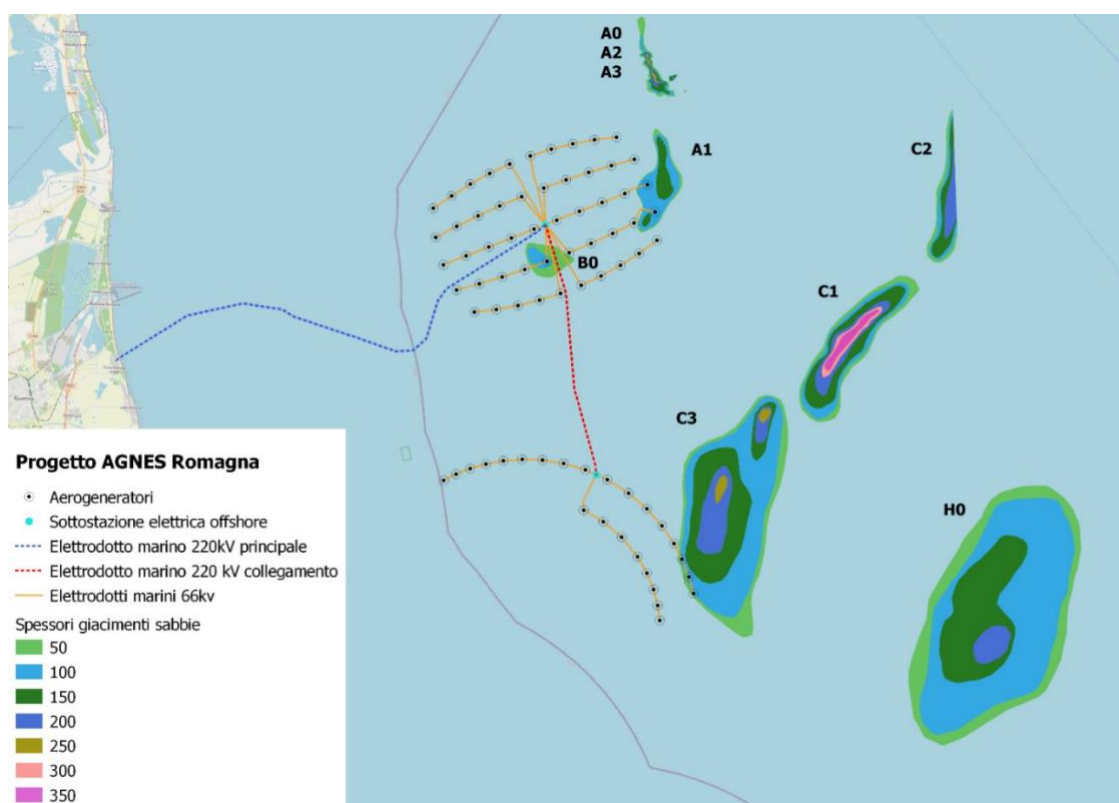 A0
A2
A3
A1
C2
B0
C1
C3
H0
Progetto AGNES Romagna
Aerogeneratori
Sottostazione elettrica offshore
Elettrodotto marino 220kV principale
Elettrodotto marino 220 kV collegamento
Elettrodotti marini 66kv
Spessori giacimenti sabbie
50
100
150
200
250
300
350